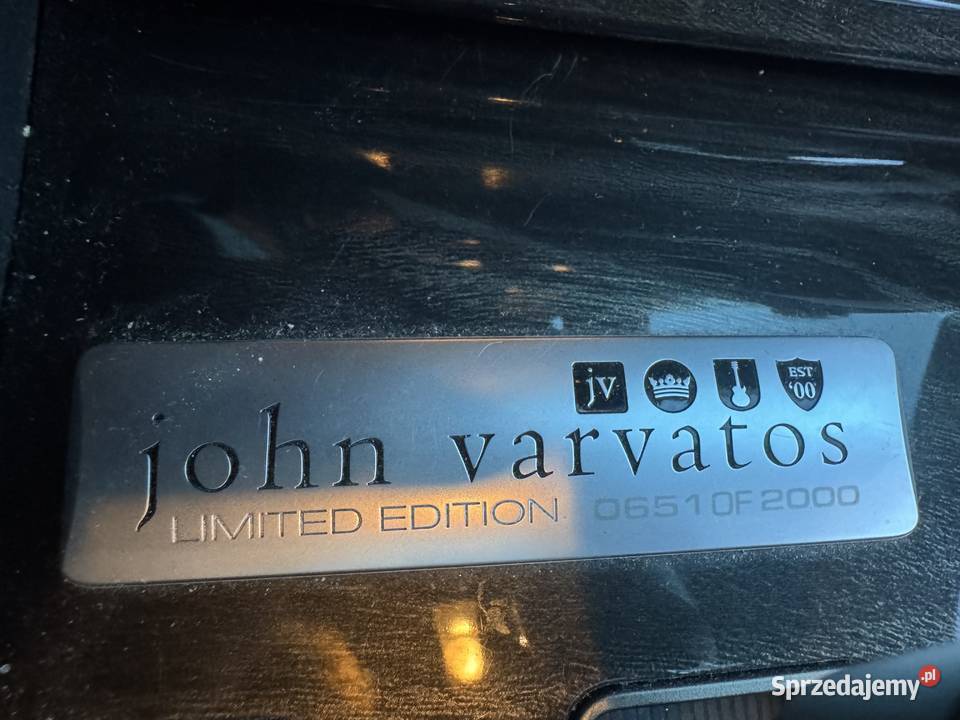 jv
EST
'00'
john varvatos
LIMITED EDITION 0651 OF 2000
Sprzedajemy.pl